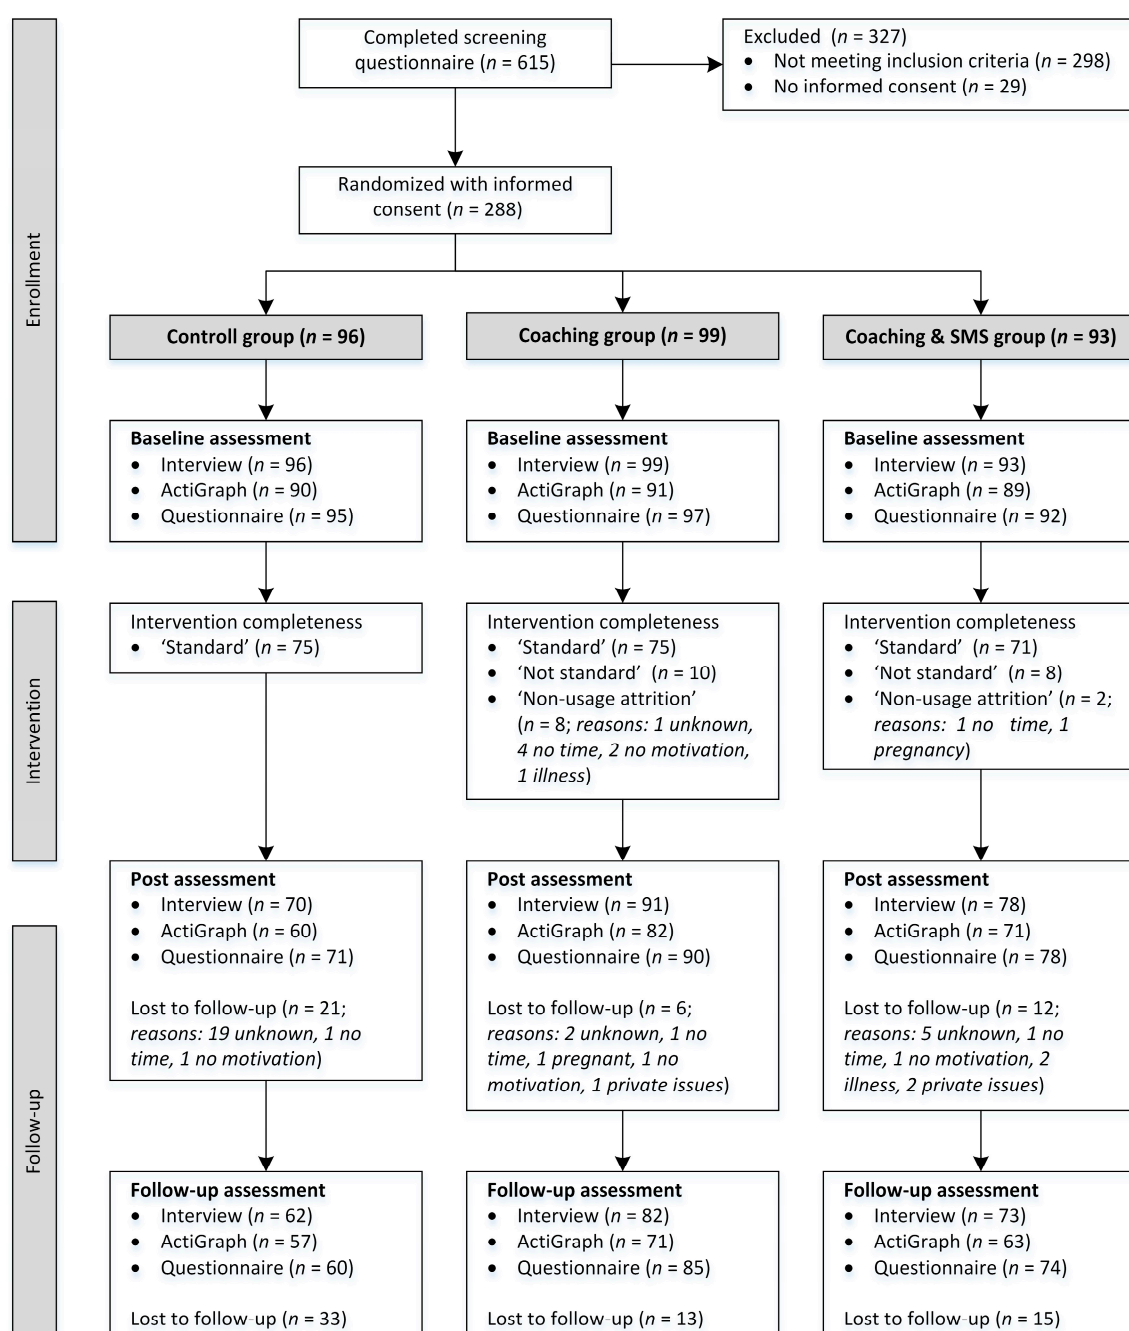 Completed screening
questionnaire (n = 615)
Excluded (n = 327)
• Not meeting inclusion criteria (n = 298)
• No informed consent (n = 29)
Randomized with informed
consent (n = 288)
Enrollment
Controll group (n = 96)
Coaching group (n = 99)
Coaching & SMS group (n = 93)
Baseline assessment
• Interview (n = 96)
• ActiGraph (n = 90)
• Questionnaire (n = 95)
Baseline assessment
• Interview (n = 99)
• ActiGraph (n = 91)
• Questionnaire (n = 97)
Baseline assessment
• Interview (n = 93)
• ActiGraph (n = 89)
• Questionnaire (n = 92)
Intervention
Intervention completeness
• ‘Standard’ (n = 75)
Intervention completeness
• ‘Standard’ (n = 75)
• ‘Not standard’ (n = 10)
• ‘Non-usage attrition’
(n = 8; reasons: 1 unknown,
4 no time, 2 no motivation,
1 illness)
Intervention completeness
• ‘Standard’ (n = 71)
• ‘Not standard’ (n = 8)
• ‘Non-usage attrition’ (n = 2;
reasons: 1 no time, 1
pregnancy)
Post assessment
• Interview (n = 70)
• ActiGraph (n = 60)
• Questionnaire (n = 71)
Lost to follow-up (n = 21;
reasons: 19 unknown, 1 no
time, 1 no motivation)
Post assessment
• Interview (n = 91)
• ActiGraph (n = 82)
• Questionnaire (n = 90)
Lost to follow-up (n = 6;
reasons: 2 unknown, 1 no
time, 1 pregnant, 1 no
motivation, 1 private issues)
Post assessment
• Interview (n = 78)
• ActiGraph (n = 71)
• Questionnaire (n = 78)
Lost to follow-up (n = 12;
reasons: 5 unknown, 1 no
time, 1 no motivation, 2
illness, 2 private issues)
Follow-up
Follow-up assessment
• Interview (n = 62)
• ActiGraph (n = 57)
• Questionnaire (n = 60)
Lost to follow-up (n = 33)
Follow-up assessment
• Interview (n = 82)
• ActiGraph (n = 71)
• Questionnaire (n = 85)
Lost to follow-up (n = 13)
Follow-up assessment
• Interview (n = 73)
• ActiGraph (n = 63)
• Questionnaire (n = 74)
Lost to follow-up (n = 15)